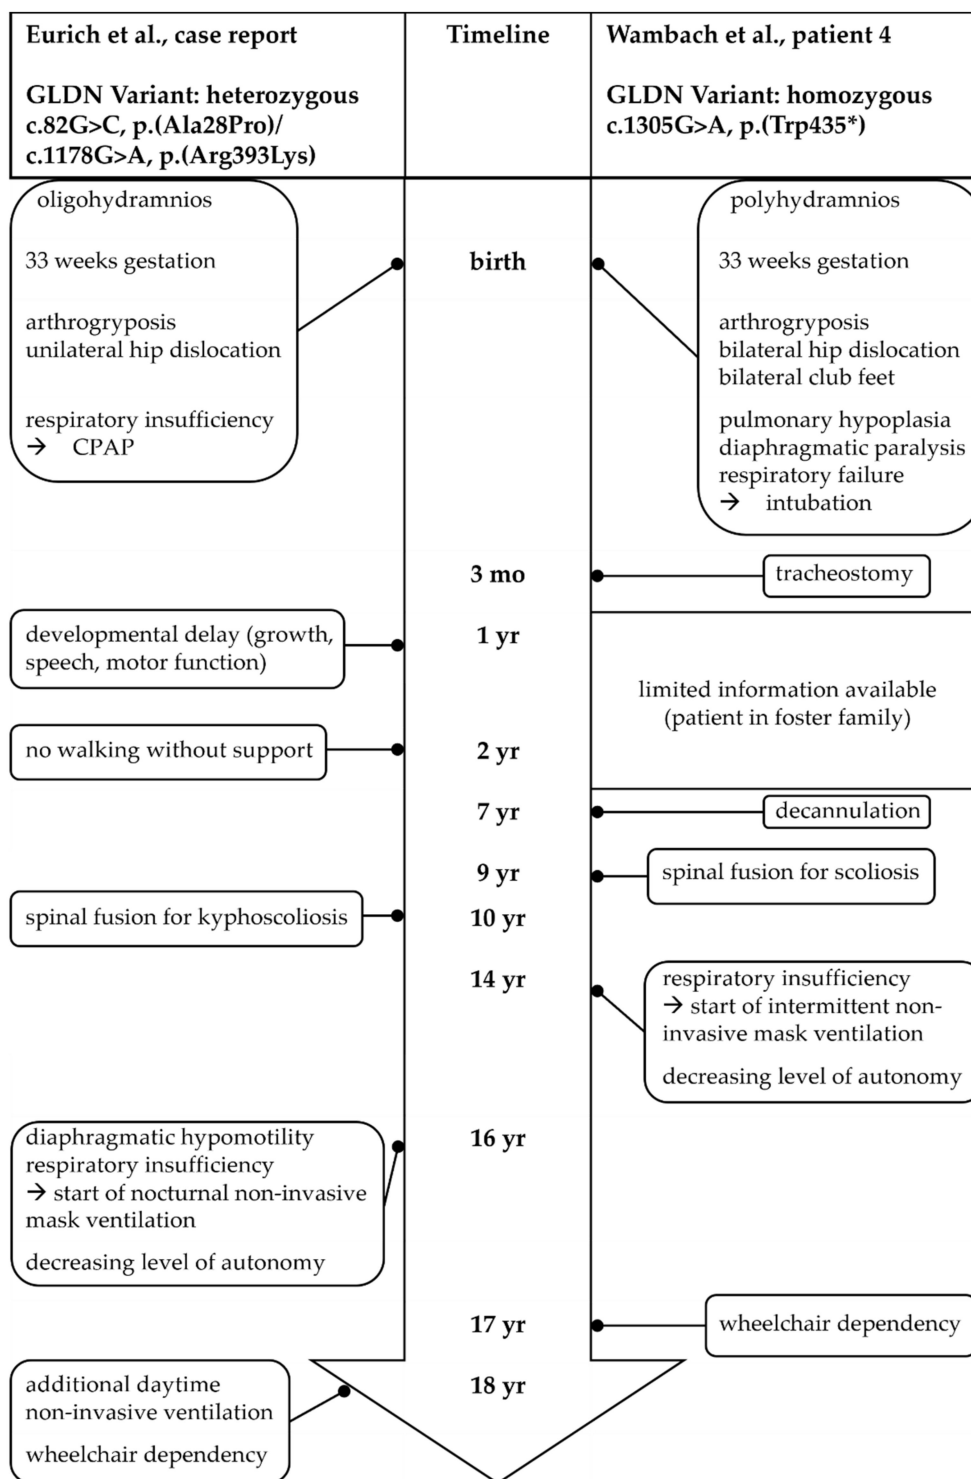 Eurich et al., case report
GLDN Variant: heterozygous
c.82G>C, p.(Ala28Pro)/
c.1178G>A, p.(Arg393Lys)
Timeline
Wambach et al., patient 4
GLDN Variant: homozygous
c.1305G>A, p.(Trp435*)
oligohydramnios
33 weeks gestation
arthrogryposis
unilateral hip dislocation
respiratory insufficiency
→ CPAP
birth
polyhydramnios
33 weeks gestation
arthrogryposis
bilateral hip dislocation
bilateral club feet
pulmonary hypoplasia
diaphragmatic paralysis
respiratory failure
→ intubation
3 mo
tracheostomy
developmental delay (growth,
speech, motor function)
1 yr
limited information available
(patient in foster family)
no walking without support
2 yr
7 yr
decannulation
9 yr
spinal fusion for scoliosis
spinal fusion for kyphoscoliosis
10 yr
14 yr
respiratory insufficiency
→ start of intermittent non-
invasive mask ventilation
decreasing level of autonomy
diaphragmatic hypomotility
respiratory insufficiency
→ start of nocturnal non-invasive
mask ventilation
decreasing level of autonomy
16 yr
17 yr
wheelchair dependency
additional daytime
non-invasive ventilation
wheelchair dependency
18 yr